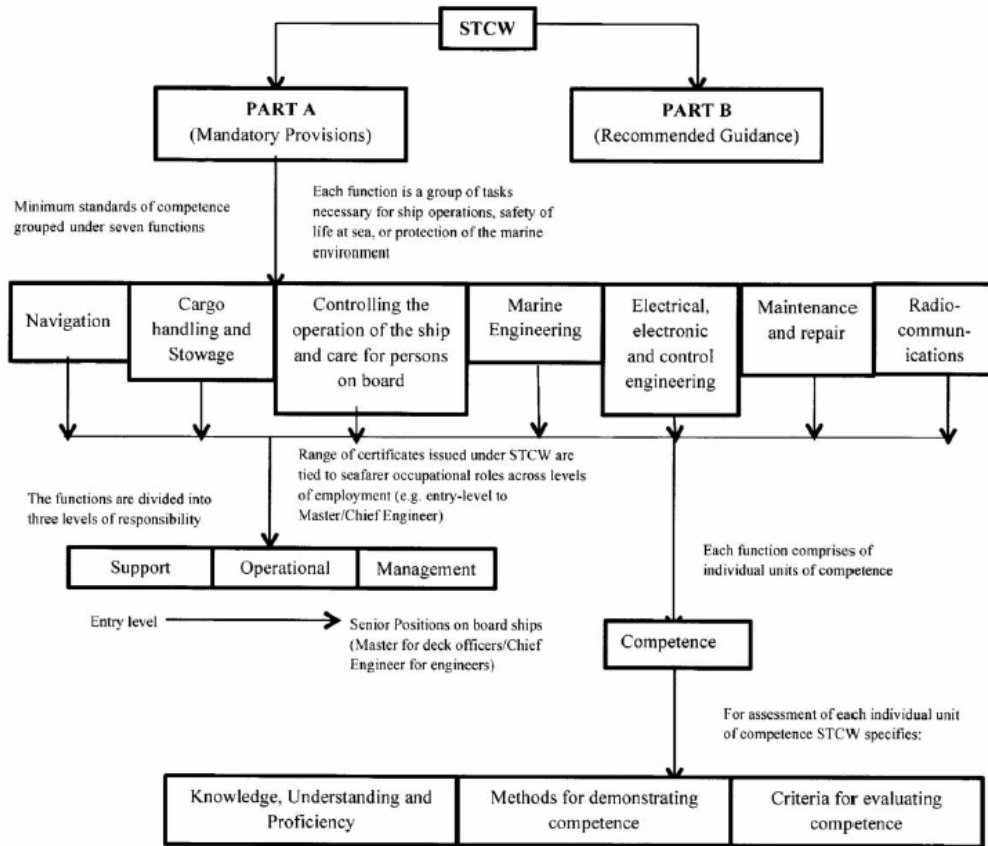 STCW
PART A
(Mandatory Provisions)
PART B
(Recommended Guidance)
Minimum standards of competence
grouped under seven functions
Each function is a group of tasks
necessary for ship operations, safety of
life at sea, or protection of the marine
environment
Navigation
Cargo
handling and
Stowage
Controlling the
operation of the ship
and care for persons
on board
Marine
Engineering
Electrical,
electronic
and control
engineering
Maintenance
and repair
Radio-
commun-
ications
Range of certificates issued under STCW are
tied to seafarer occupational roles across levels
of employment (e.g. entry-level to
Master/Chief Engineer)
The functions are divided into
three levels of responsibility
Support
Operational
Management
Each function comprises of
individual units of competence
Entry level
Senior Positions on board ships
(Master for deck officers/Chief
Engineer for engineers)
Competence
For assessment of each individual unit
of competence STCW specifies:
Knowledge, Understanding and
Proficiency
Methods for demonstrating
competence
Criteria for evaluating
competence